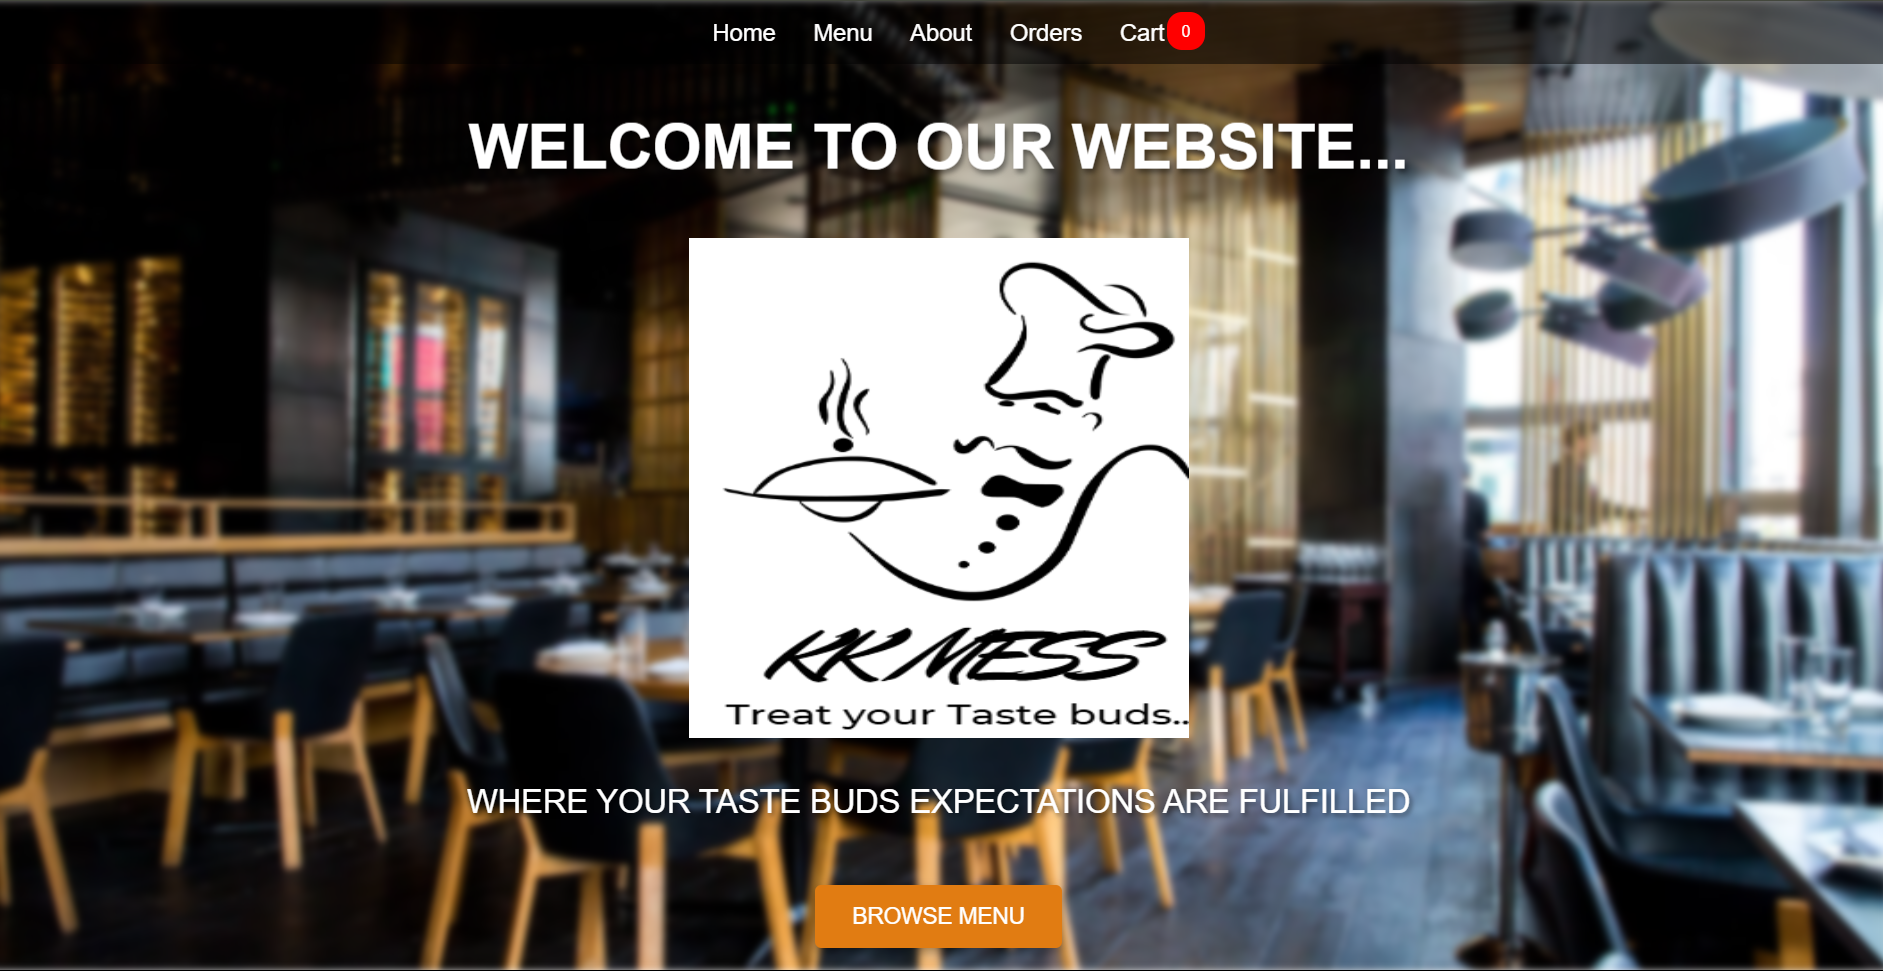 Home Menu About Orders Cart 0
WELCOME TO OUR WEBSITE...
KK MESS
Treat your Taste buds..
WHERE YOUR TASTE BUDS EXPECTATIONS ARE FULFILLED
BROWSE MENU